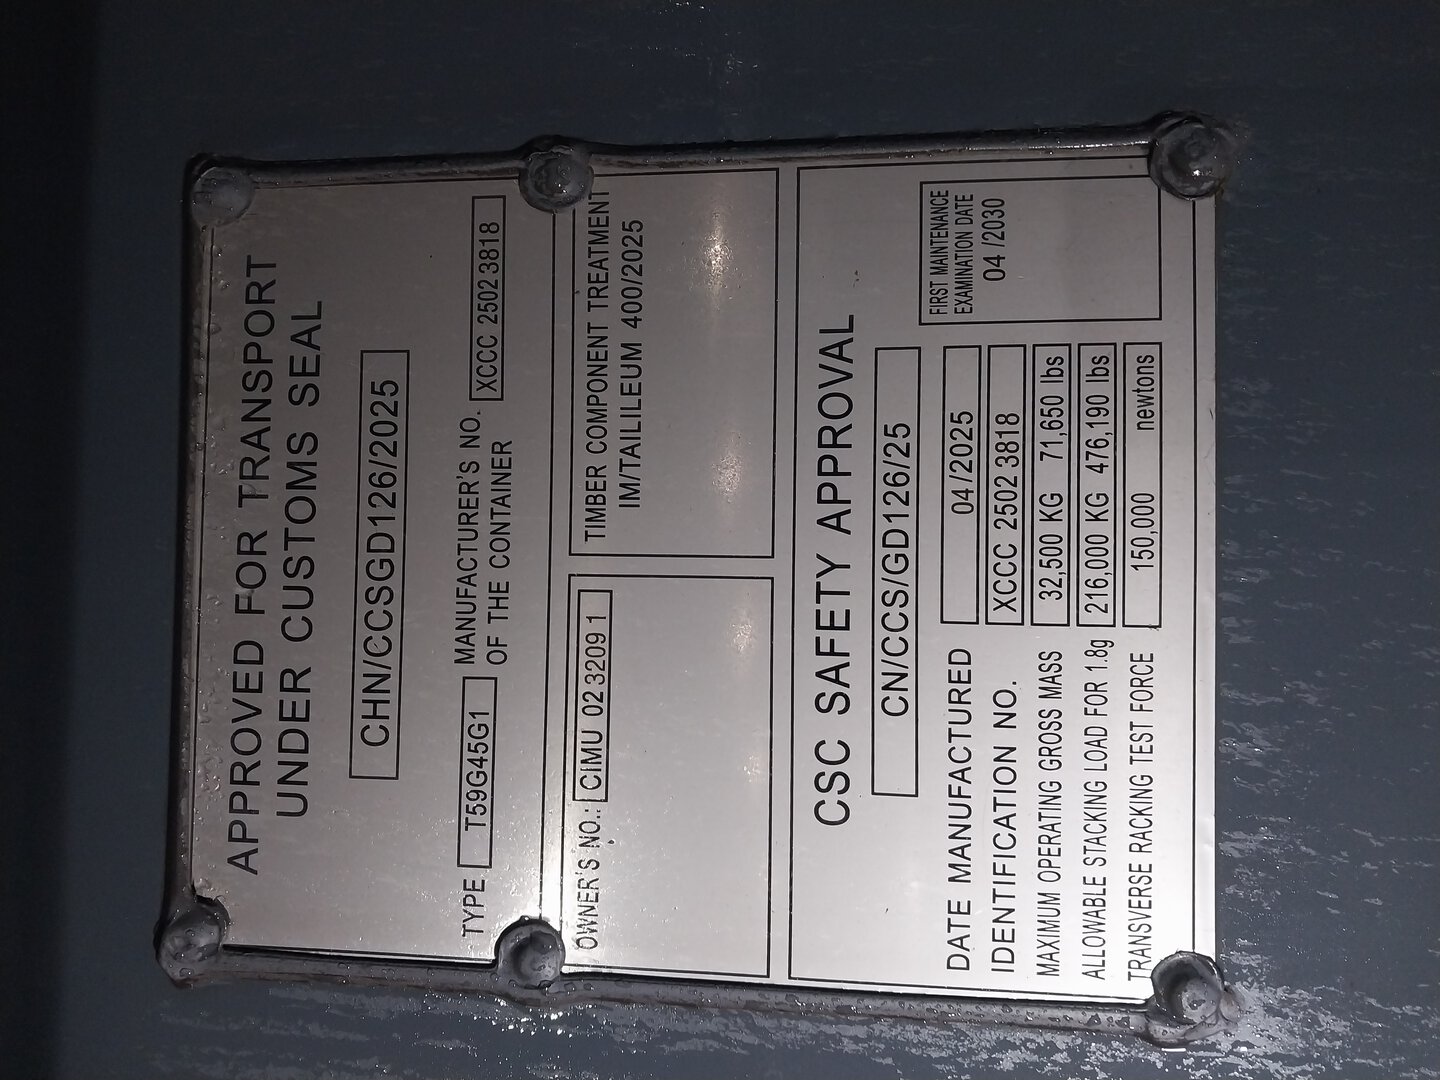 APPROVED FOR TRANSPORT
UNDER CUSTOMS SEAL
CHN/CCSGD126/2025
TYPE T59G45G1 MANUFACTURER'S NO. XCCC 2502 3818
OF THE CONTAINER
OWNER'S NO.: CIMU 023209 1
TIMBER COMPONENT TREATMENT
IM/TAILILEUM 400/2025
CSC SAFETY APPROVAL
CN/CCS/GD126/25
FIRST MAINTENANCE
EXAMINATION DATE
04 /2030
DATE MANUFACTURED 04/2025
IDENTIFICATION NO. XCCC 2502 3818
MAXIMUM OPERATING GROSS MASS 32,500 KG 71,650 lbs
ALLOWABLE STACKING LOAD FOR 1.8g 216,000 KG 476,190 lbs
TRANSVERSE RACKING TEST FORCE 150,000 newtons